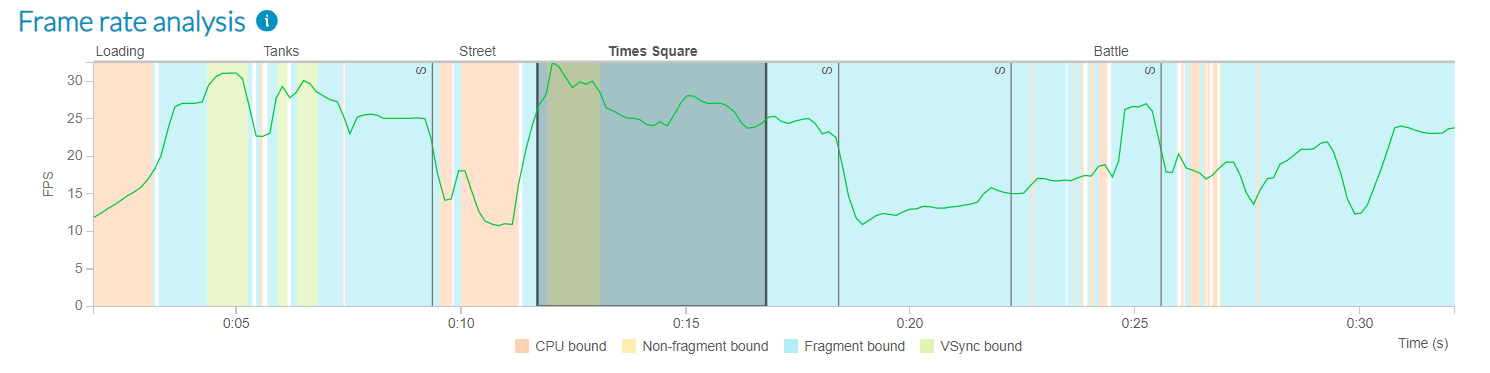 Frame rate analysis i
Loading Tanks Street Times Square Battle
S S S S
30
25
20
15
10
5
0
FPS
0:05 0:10 0:15 0:20 0:25 0:30
Time (s)
CPU bound Non-fragment bound Fragment bound VSync bound